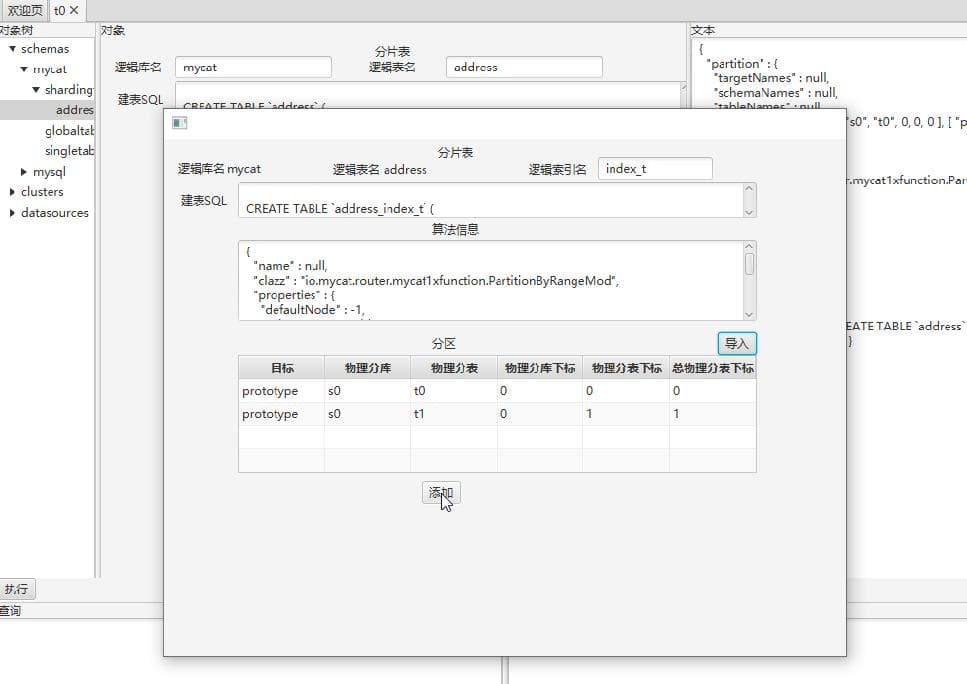 欢迎页 t0 ✕
对象树
schemas
mycat
sharding
addres
globaltab
singletab
mysql
clusters
datasources
对象
分片表
逻辑库名 mycat 逻辑表名 address
建表SQL
CREATE TABLE `address` (
文本
{
"partition" : {
"targetNames" : null,
"schemaNames" : null,
"tableNames" : null
"s0", "t0", 0, 0, 0 ], [ "p
r.mycat1xfunction.Part
EATE TABLE `address`
}
分片表
逻辑库名 mycat 逻辑表名 address 逻辑索引名 index_t
建表SQL
CREATE TABLE `address_index_t` (
算法信息
{
"name" : null,
"clazz" : "io.mycat.router.mycat1xfunction.PartitionByRangeMod",
"properties" : {
"defaultNode" : -1,
分区 导入
目标 物理分库 物理分表 物理分库下标 物理分表下标 总物理分表下标
prototype s0 t0 0 0 0
prototype s0 t1 0 1 1
添加
执行
查询